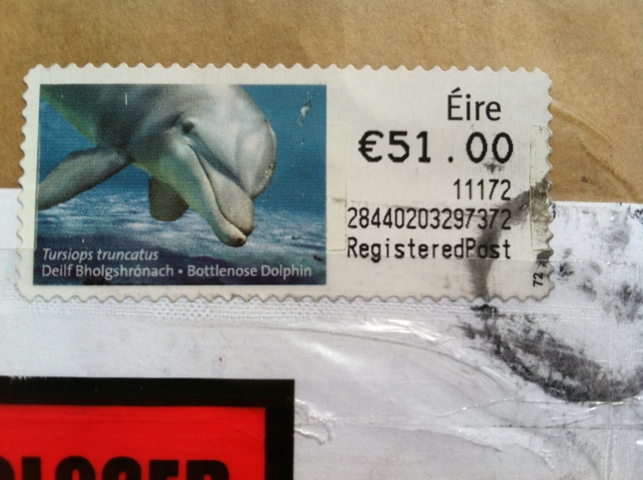 Éire
€51.00
11172
28440203297372
RegisteredPost
72
Tursiops truncatus
Deilf Bholgshrónach • Bottlenose Dolphin